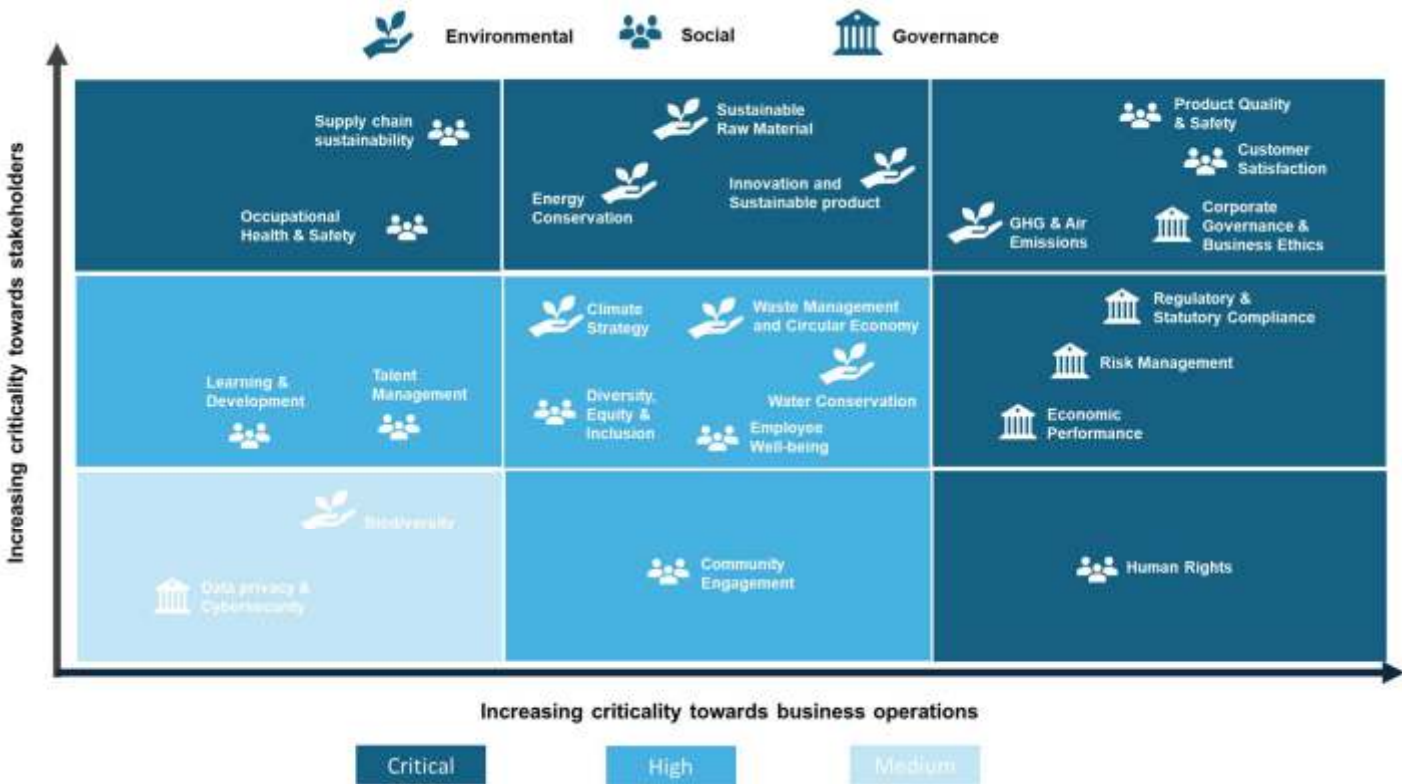 Environmental
Social
Governance
Increasing criticality towards stakeholders
Supply chain
sustainability
Occupational
Health & Safety
Sustainable
Raw Material
Energy
Conservation
Innovation and
Sustainable product
Product Quality
& Safety
Customer
Satisfaction
GHG & Air
Emissions
Corporate
Governance &
Business Ethics
Learning &
Development
Talent
Management
Climate
Strategy
Waste Management
and Circular Economy
Water Conservation
Diversity,
Equity &
Inclusion
Employee
Well-being
Regulatory &
Statutory Compliance
Risk Management
Economic
Performance
Biodiversity
Data privacy &
Cybersecurity
Community
Engagement
Human Rights
Increasing criticality towards business operations
Critical
High
Medium